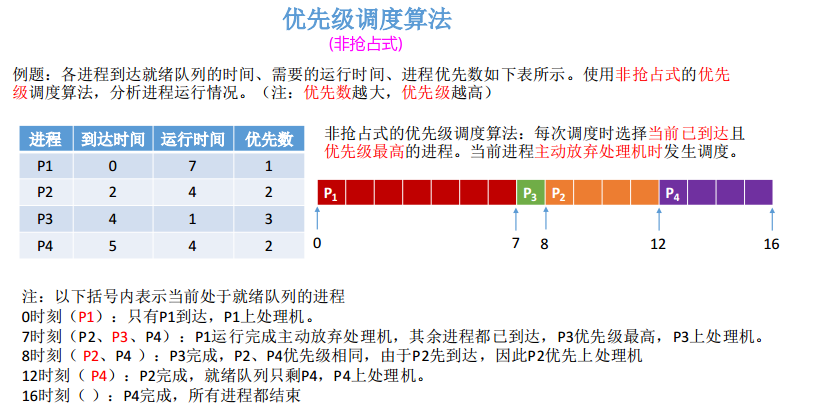 优先级调度算法
(非抢占式)
例题：各进程到达就绪队列的时间、需要的运行时间、进程优先数如下表所示。使用非抢占式的优先
级调度算法，分析进程运行情况。（注：优先数越大，优先级越高）
进程 到达时间 运行时间 优先数
P1 0 7 1
P2 2 4 2
P3 4 1 3
P4 5 4 2
非抢占式的优先级调度算法：每次调度时选择当前已到达且
优先级最高的进程。当前进程主动放弃处理机时发生调度。
P1 P3 P2 P4
0 7 8 12 16
注：以下括号内表示当前处于就绪队列的进程
0时刻（P1）：只有P1到达，P1上处理机。
7时刻（P2、P3、P4）：P1运行完成主动放弃处理机，其余进程都已到达，P3优先级最高，P3上处理机。
8时刻（ P2、P4 ）：P3完成，P2、P4优先级相同，由于P2先到达，因此P2优先上处理机
12时刻（ P4）：P2完成，就绪队列只剩P4，P4上处理机。
16时刻（ ）：P4完成，所有进程都结束